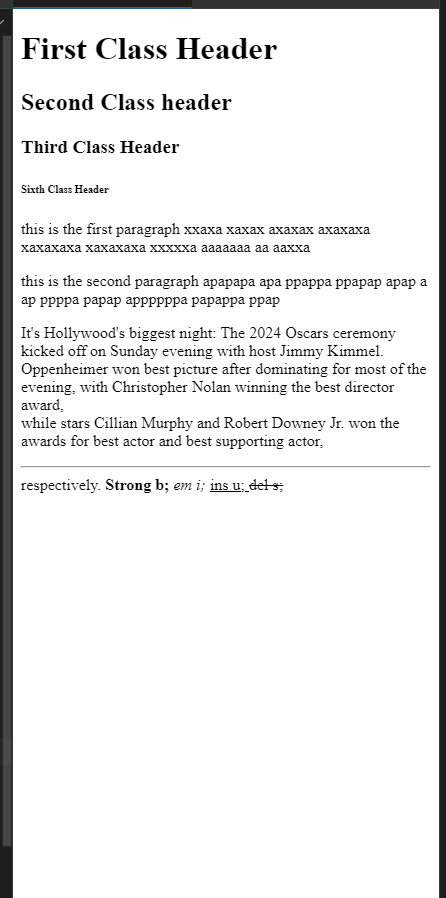 First Class Header
Second Class header
Third Class Header
Sixth Class Header
this is the first paragraph xxaxa xaxax axaxax axaxaxa
xaxaxaxa xaxaxaxa xxxxxa aaaaaaa aa aaxxa
this is the second paragraph apapapa apa ppappa ppapap apap a
ap ppppa papap appppppa papappa ppap
It's Hollywood's biggest night: The 2024 Oscars ceremony
kicked off on Sunday evening with host Jimmy Kimmel.
Oppenheimer won best picture after dominating for most of the
evening, with Christopher Nolan winning the best director
award,
while stars Cillian Murphy and Robert Downey Jr. won the
awards for best actor and best supporting actor,
respectively. Strong b; em i; ins u; del s;